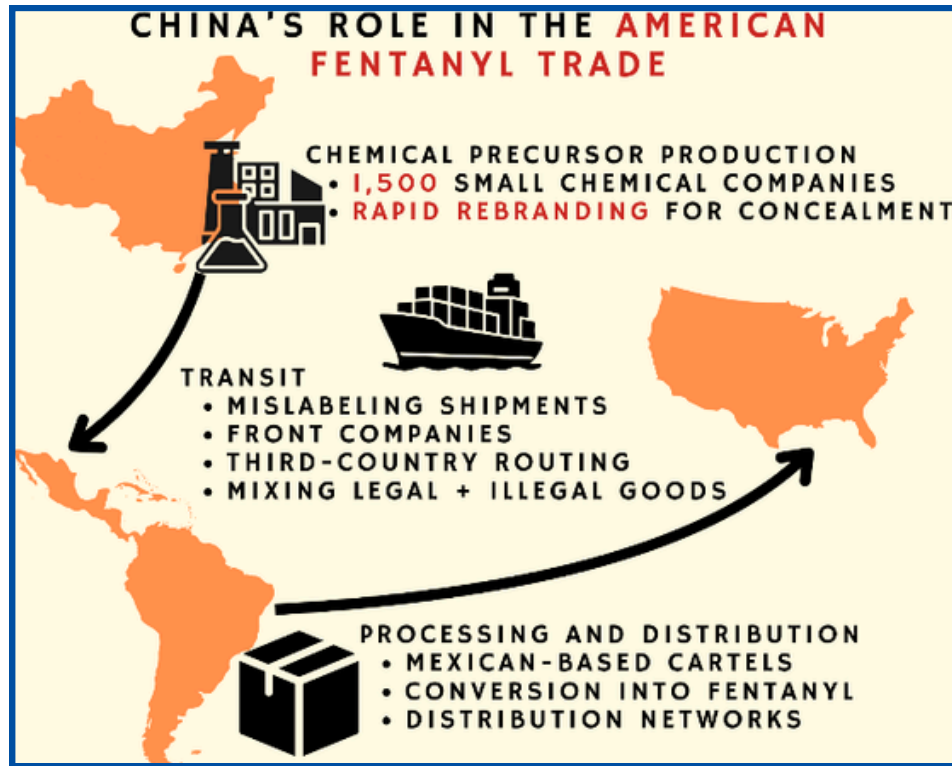 CHINA'S ROLE IN THE AMERICAN
FENTANYL TRADE
CHEMICAL PRECURSOR PRODUCTION
• 1,500 SMALL CHEMICAL COMPANIES
• RAPID REBRANDING FOR CONCEALMENT
TRANSIT
• MISLABELING SHIPMENTS
• FRONT COMPANIES
• THIRD-COUNTRY ROUTING
• MIXING LEGAL + ILLEGAL GOODS
PROCESSING AND DISTRIBUTION
• MEXICAN-BASED CARTELS
• CONVERSION INTO FENTANYL
• DISTRIBUTION NETWORKS